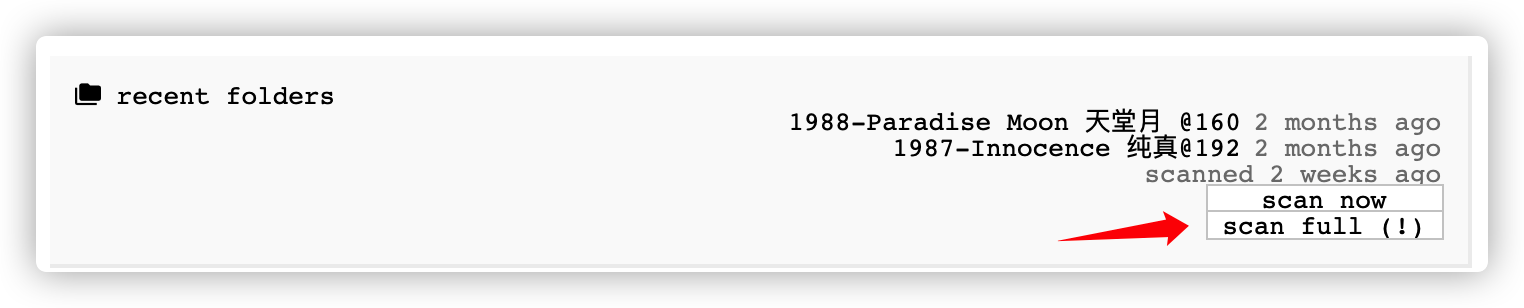 recent folders
1988-Paradise Moon 天堂月 @160 2 months ago
1987-Innocence 纯真@192 2 months ago
scanned 2 weeks ago
scan now
scan full (!)